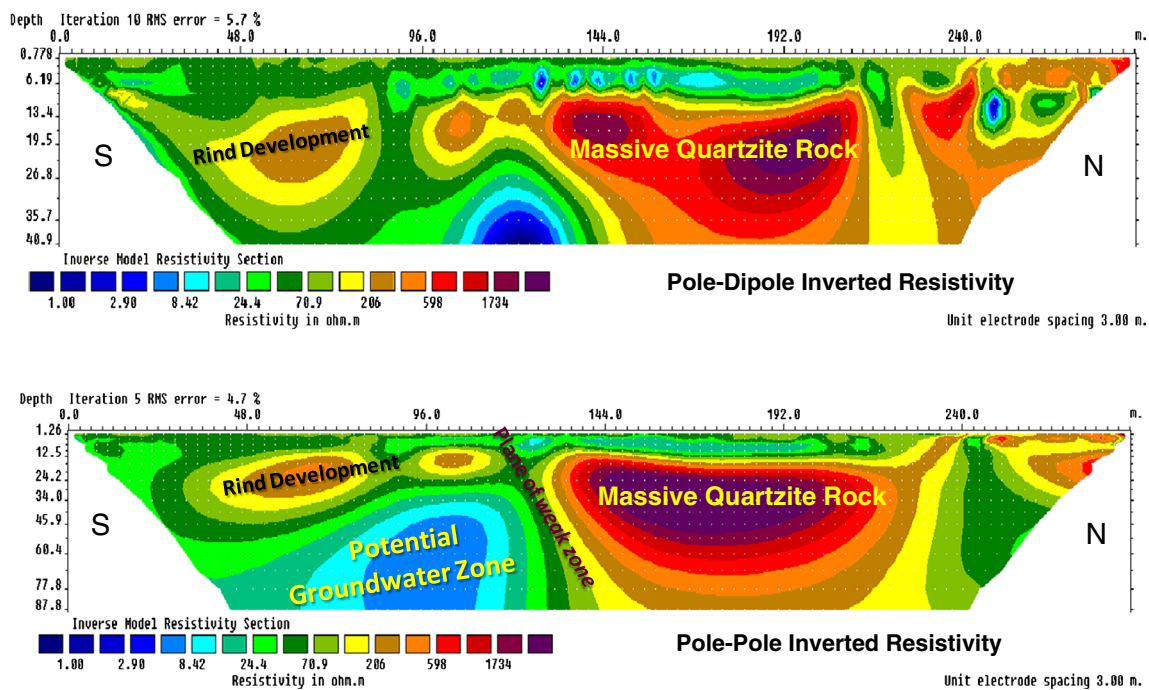 Depth Iteration 10 RMS error = 5.7 %
0.0 48.0 96.0 144.0 192.0 240.0 m.
0.778
6.19
13.4
19.5
26.8
35.7
40.9
S
Rind Development
Massive Quartzite Rock
N
Inverse Model Resistivity Section
1.00 2.90 8.42 24.4 70.9 206 598 1734
Resistivity in ohm.m
Pole-Dipole Inverted Resistivity
Unit electrode spacing 3.00 m.
Depth Iteration 5 RMS error = 4.7 %
0.0 48.0 96.0 144.0 192.0 240.0 m.
1.26
12.5
24.2
34.0
45.9
60.4
77.8
87.8
S
Rind Development
Plane of weak zone
Massive Quartzite Rock
Potential
Groundwater Zone
N
Inverse Model Resistivity Section
1.00 2.90 8.42 24.4 70.9 206 598 1734
Resistivity in ohm.m
Pole-Pole Inverted Resistivity
Unit electrode spacing 3.00 m.